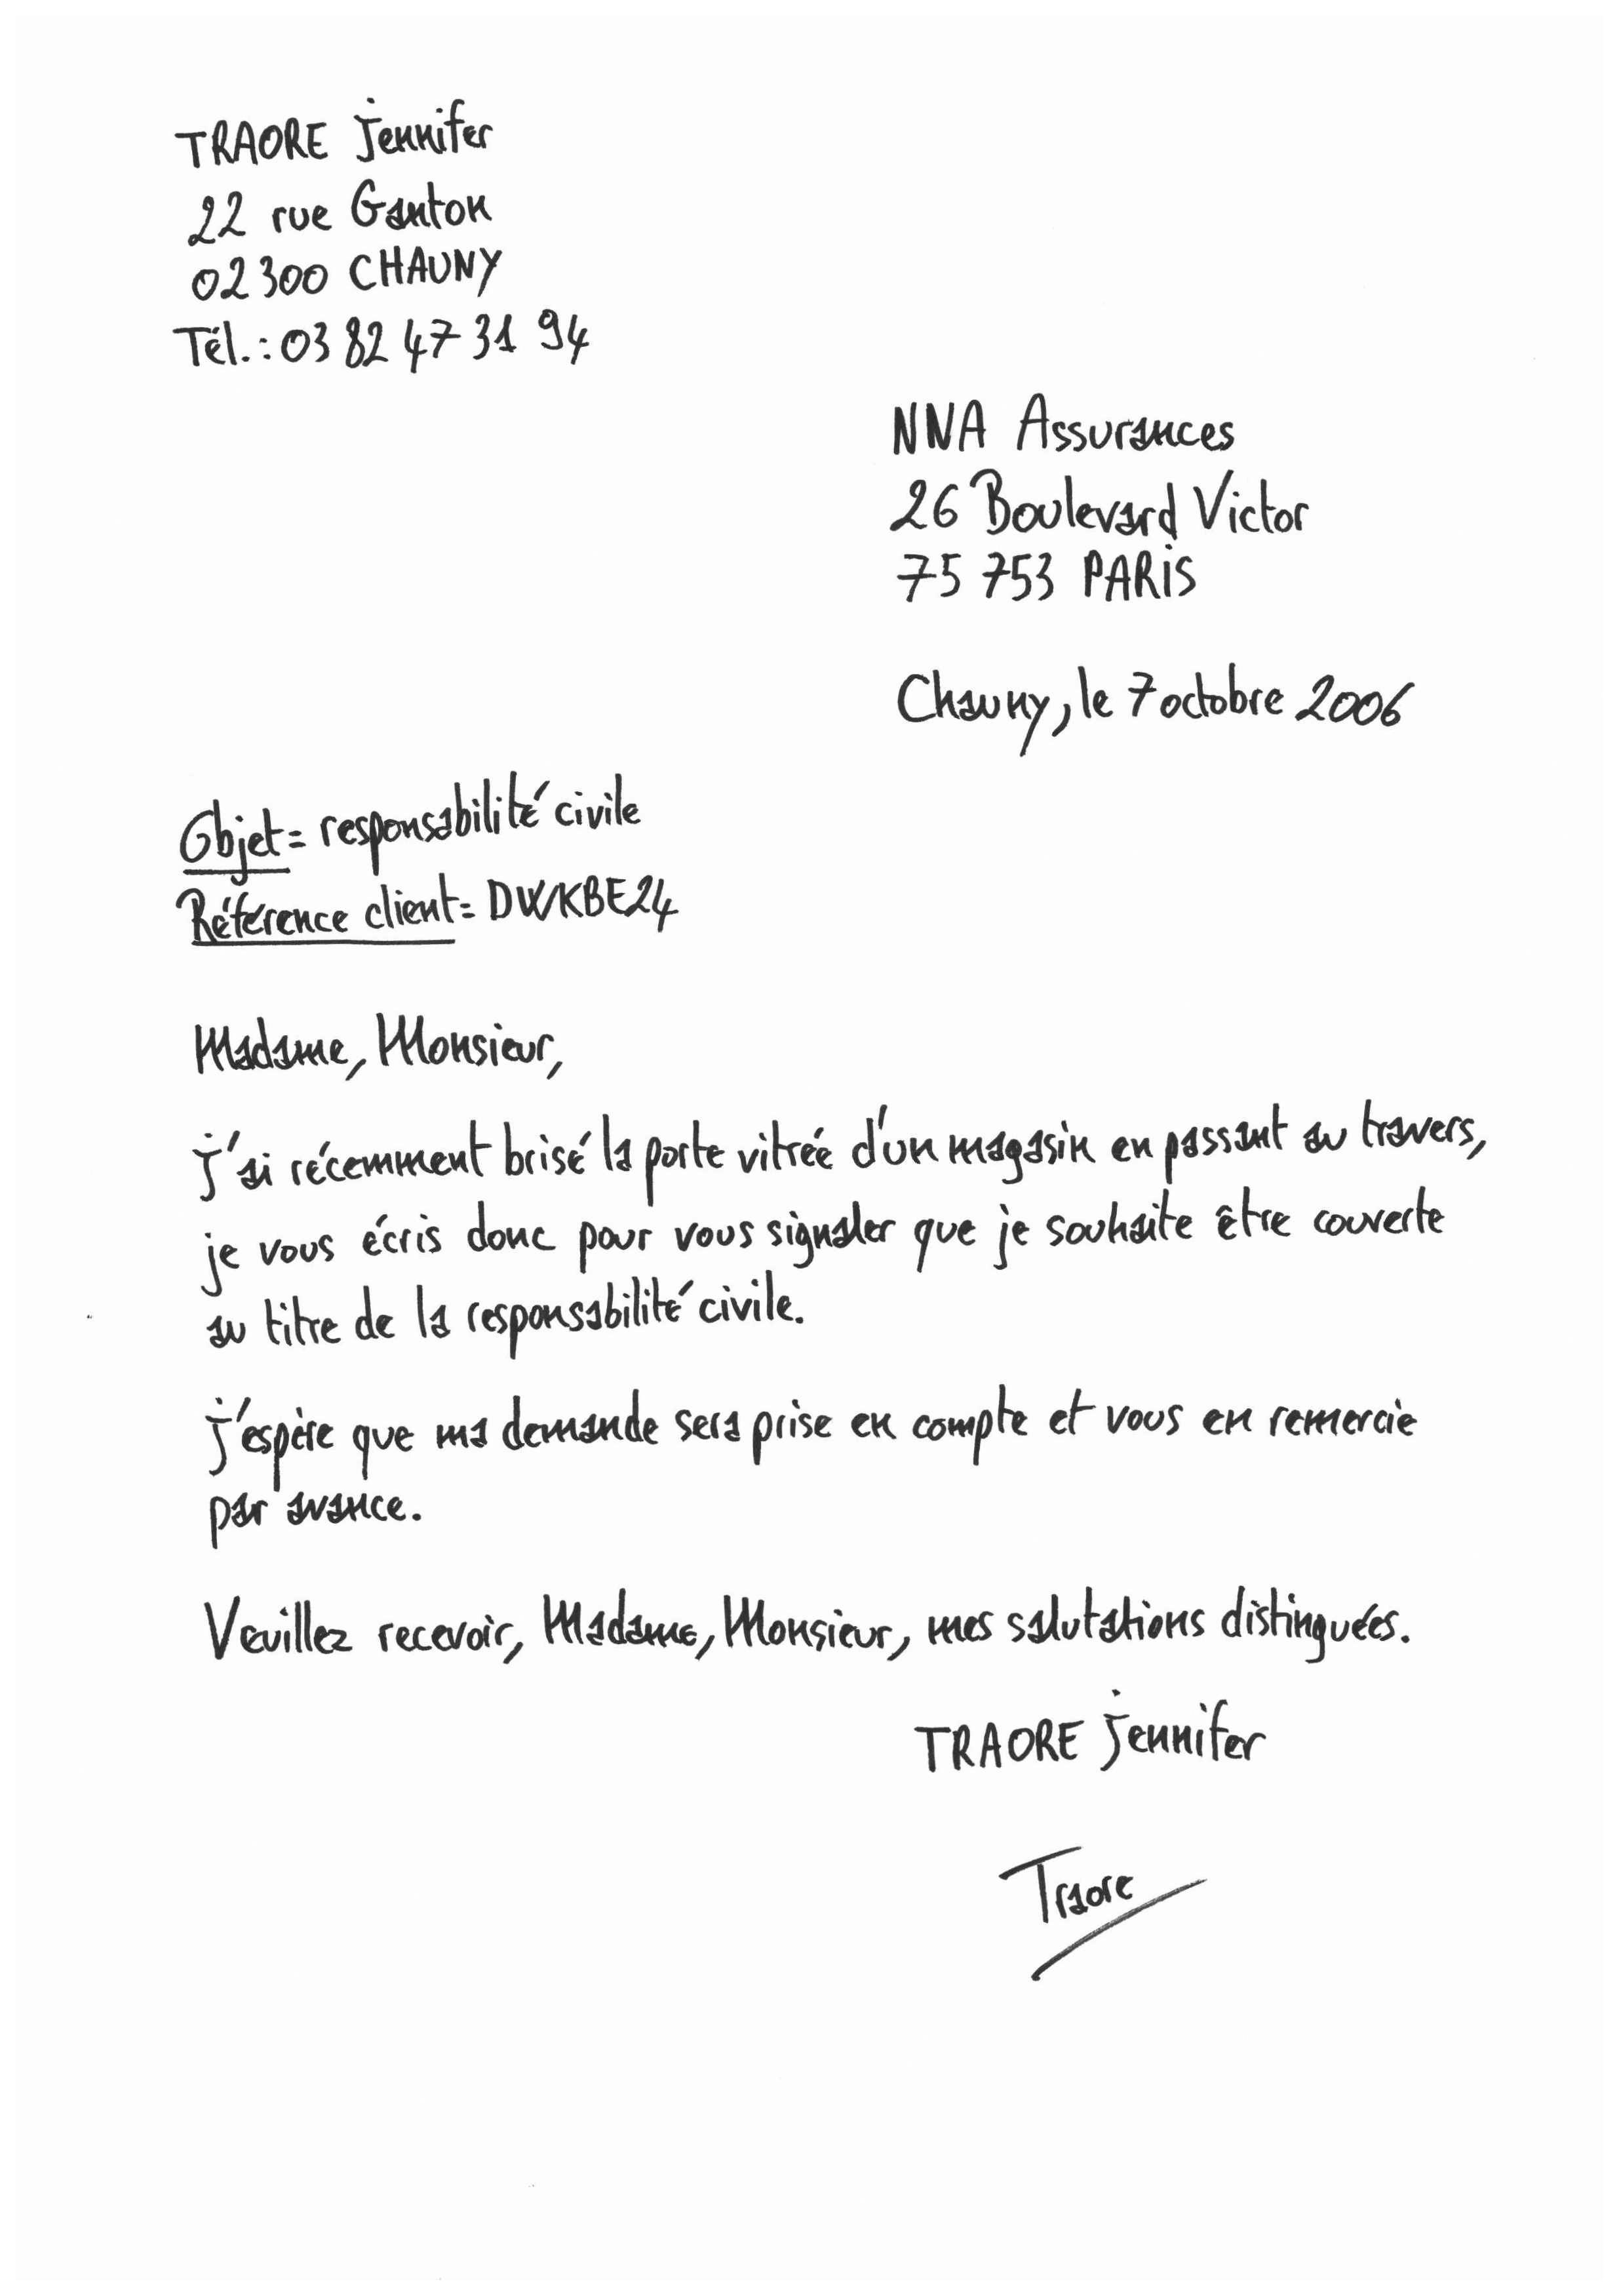 TRAORE Jennifer
22 rue Ganton
02300 CHAUNY
Tél.: 03 82 47 31 94
NNA Assurances
26 Boulevard Victor
75 753 PARIS
Chauny, le 7 octobre 2006
Objet = responsabilité civile
Référence client = DWKBE24
Madame, Monsieur,
J'ai récemment brisé la porte vitrée d'un magasin en passant au travers,
je vous écris donc pour vous signaler que je souhaite être couverte
au titre de la responsabilité civile.
J'espère que ma demande sera prise en compte et vous en remercie
par avance.
Veuillez recevoir, Madame, Monsieur, mes salutations distinguées.
TRAORE Jennifer
Traore